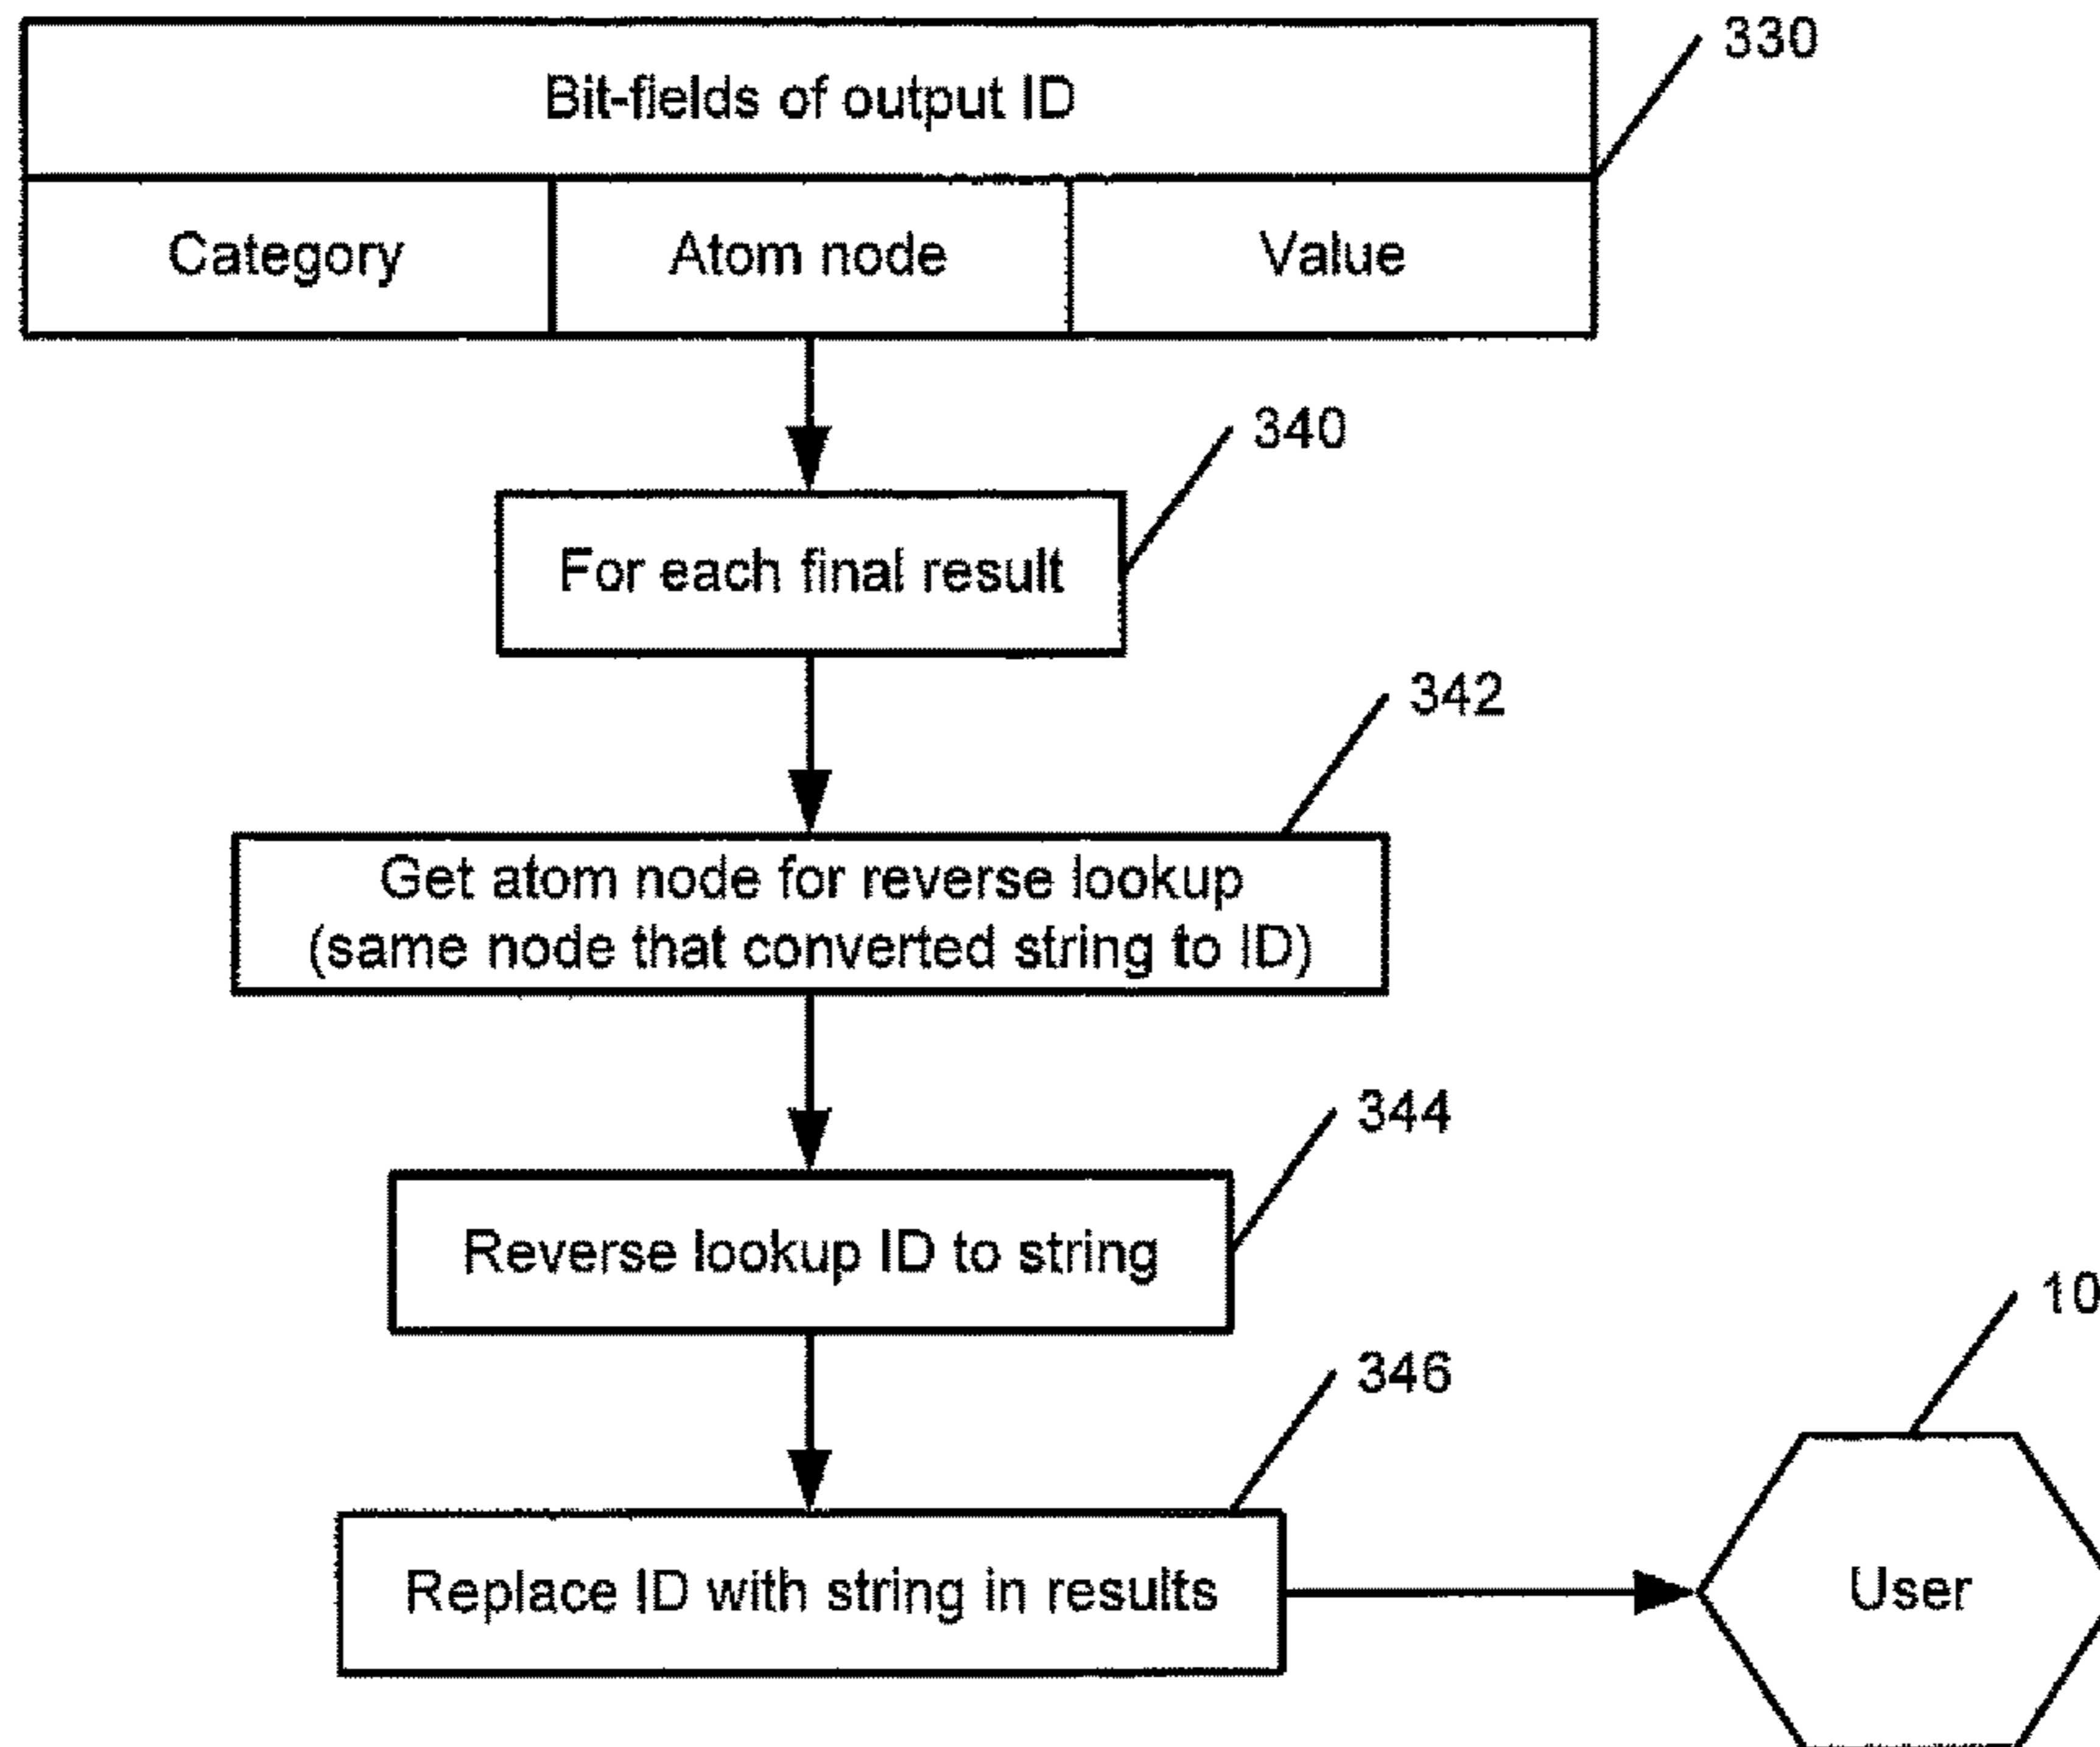 330
Bit-fields of output ID
Category
Atom node
Value
340
For each final result
342
Get atom node for reverse lookup
(same node that converted string to ID)
344
Reverse lookup ID to string
10
346
Replace ID with string in results
User